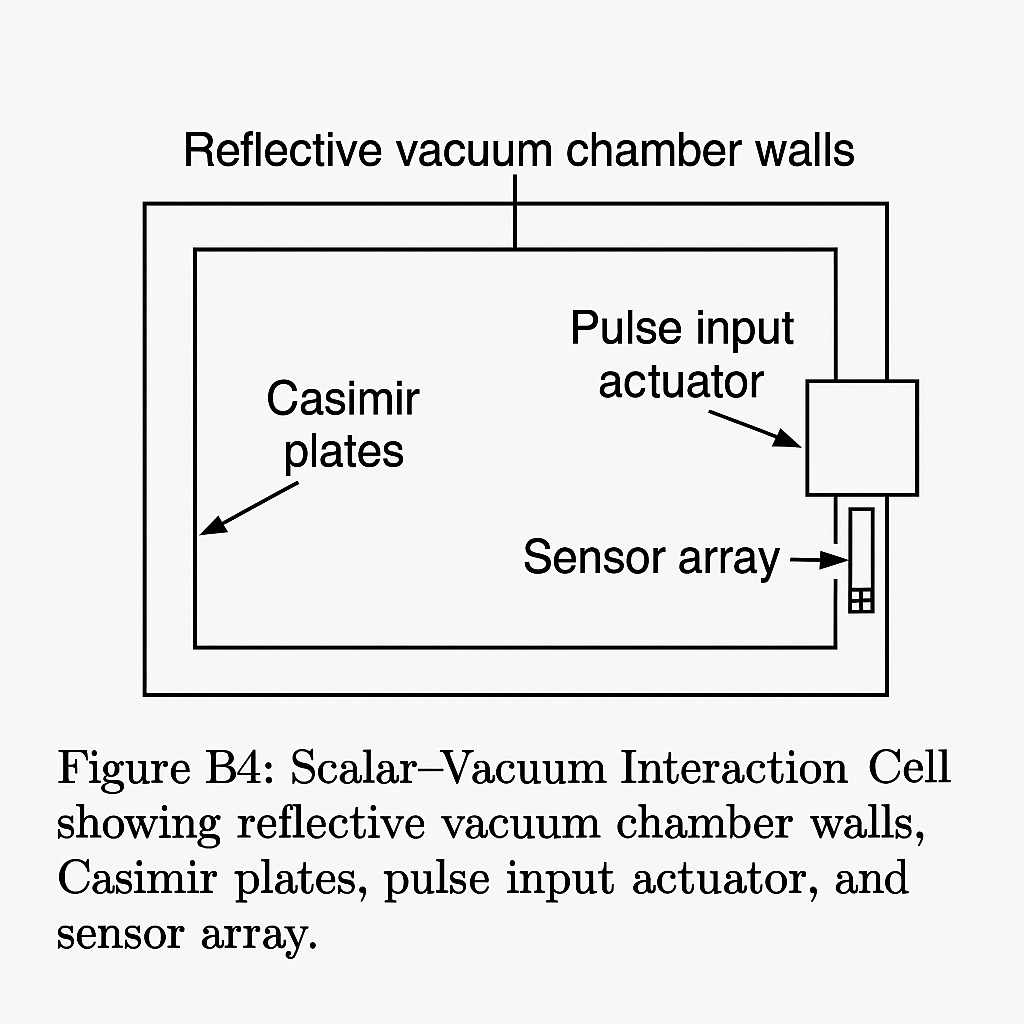 Reflective vacuum chamber walls
Pulse input
actuator
Casimir
plates
Sensor array
Figure B4: Scalar–Vacuum Interaction Cell
showing reflective vacuum chamber walls,
Casimir plates, pulse input actuator, and
sensor array.